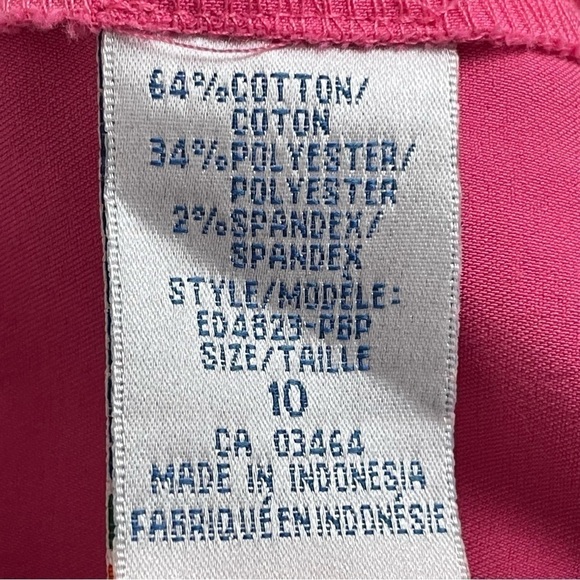 64%COTTON/
COTON
34%POLYESTER/
POLYESTER
2%SPANDEX/
SPANDEX
STYLE/MODÈLE:
ED4823-PBP
SIZE/TAILLE
10
CA 03464
MADE IN INDONESIA
FABRIQUÉ EN INDONÉSIE